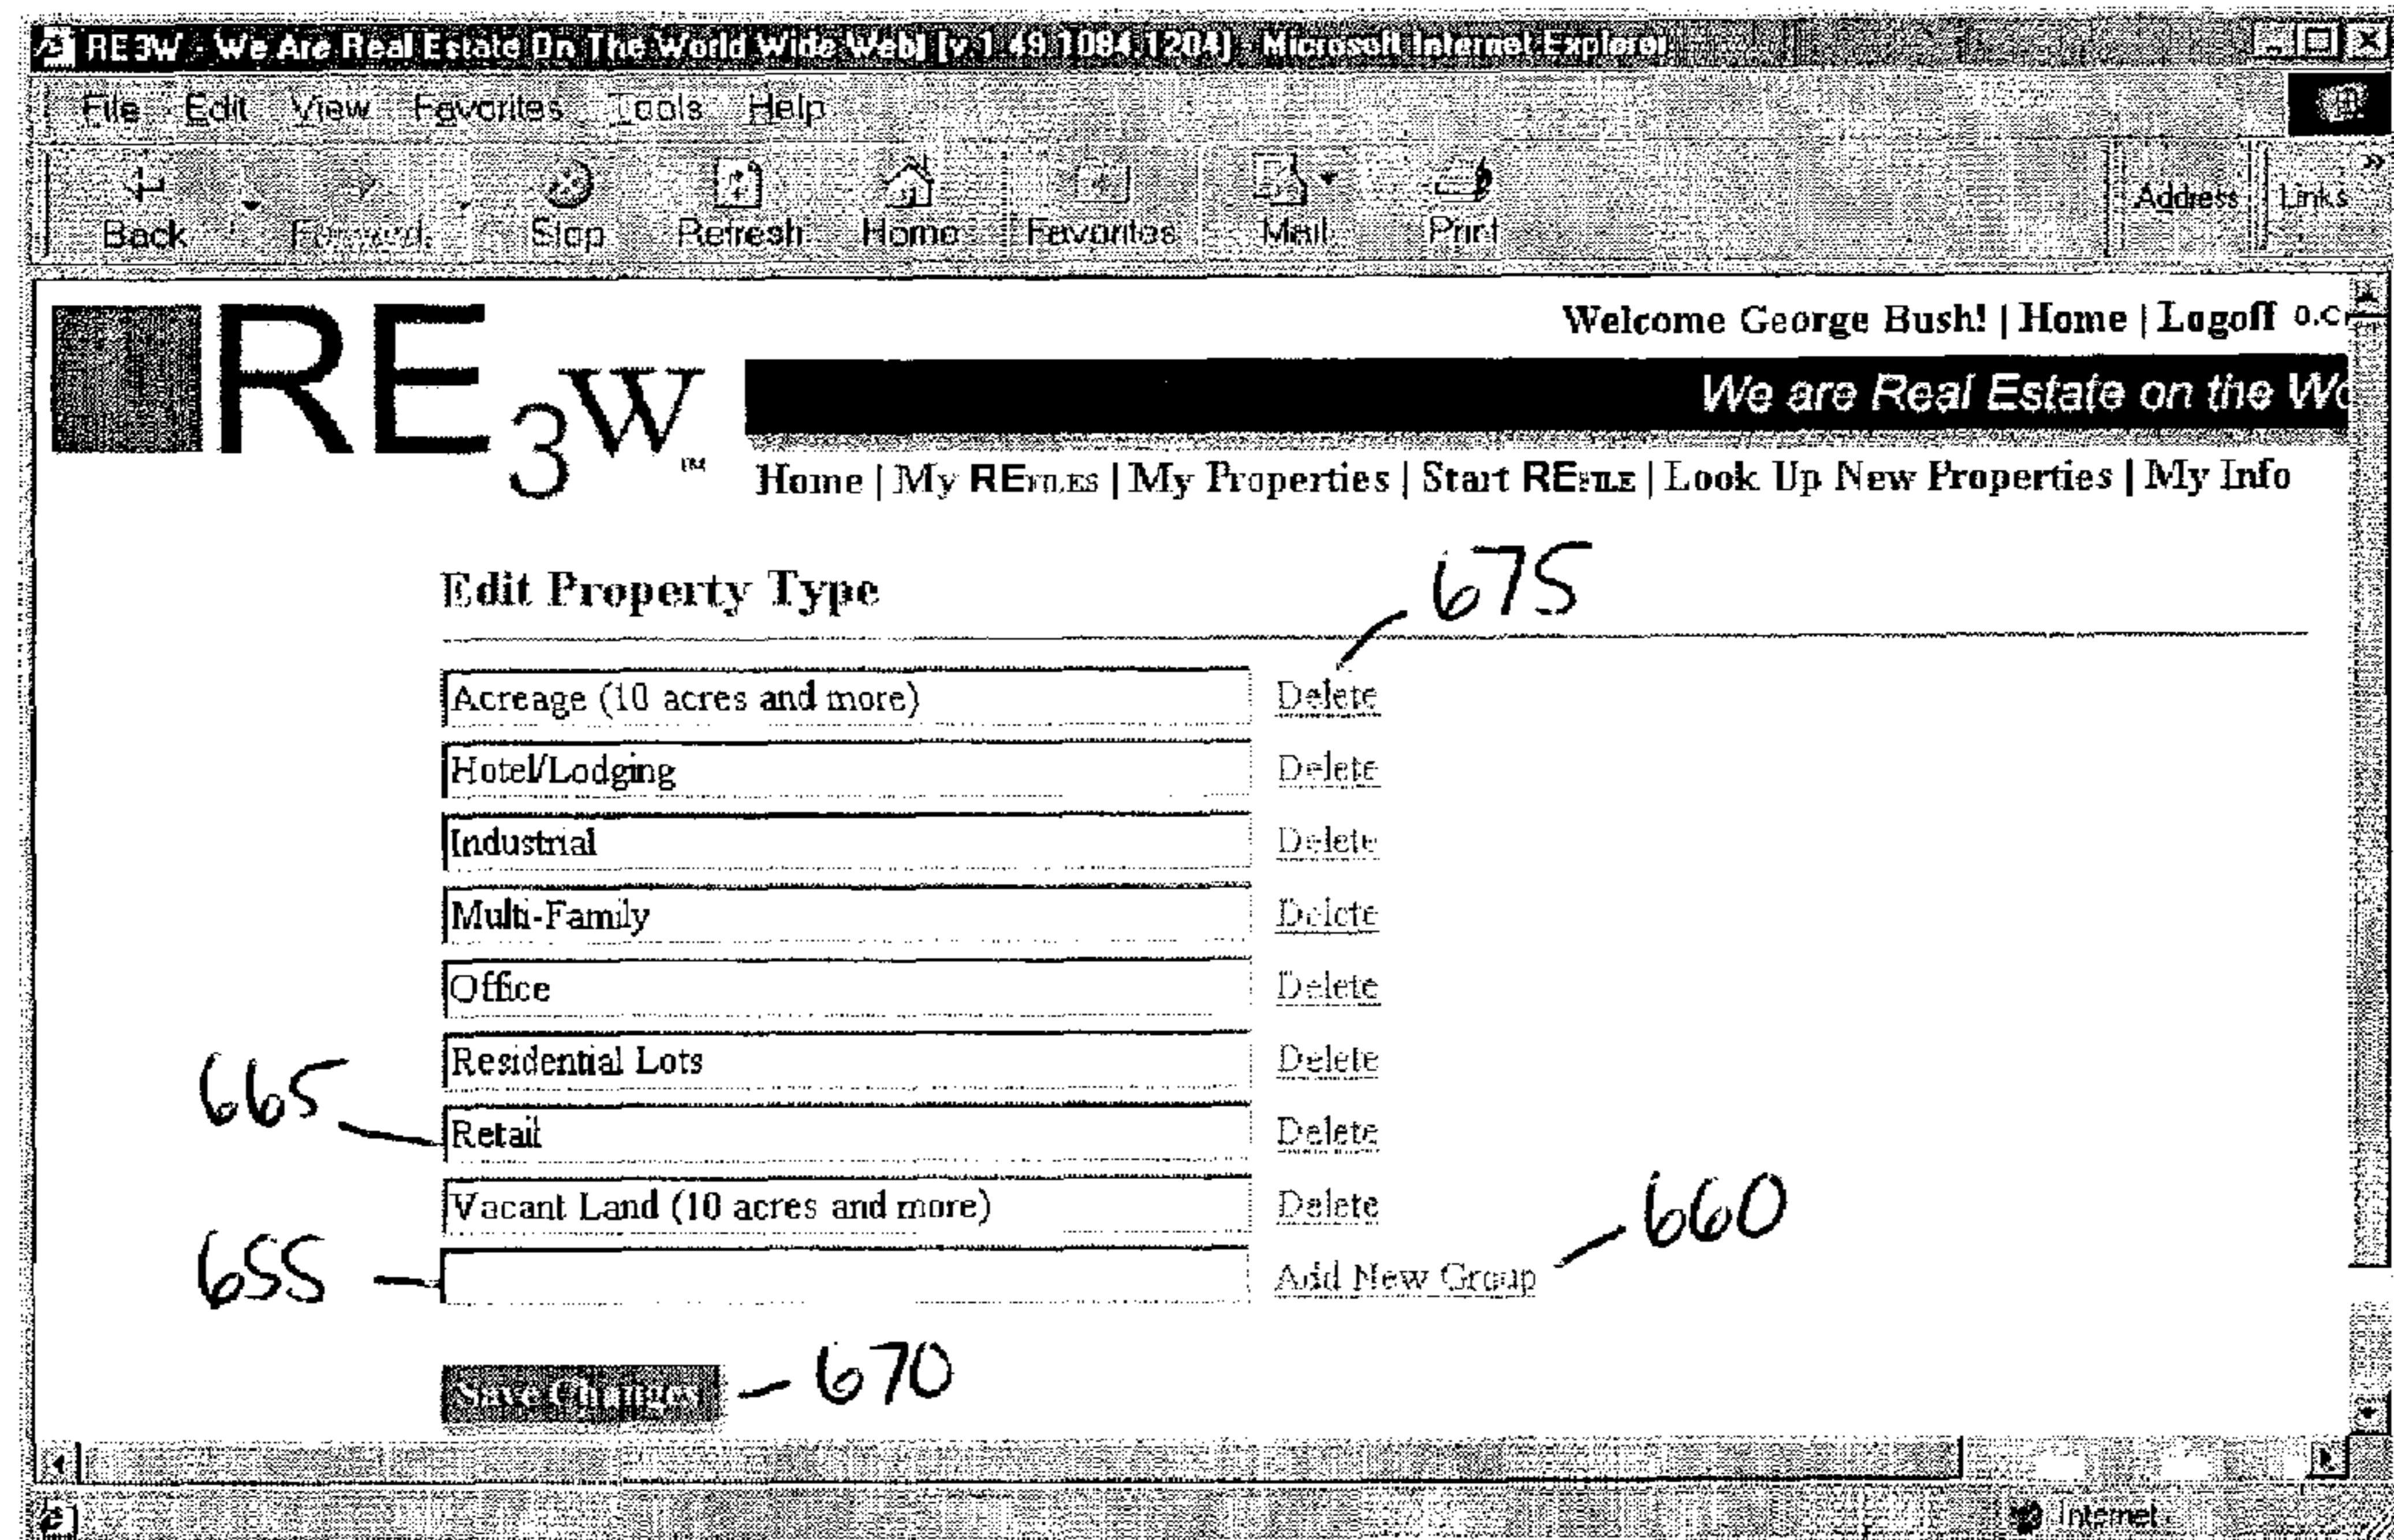 RE3W - We Are Real Estate On The World Wide Web! [v.1.49.1084.1204] - Microsoft Internet Explorer
File Edit View Favorites Tools Help
Back Forward Stop Refresh Home Favorites Mail Print Address Links »
Welcome George Bush! | Home | Logoff
RE3W™
We are Real Estate on the Wo
Home | My REFILES | My Properties | Start REFILE | Look Up New Properties | My Info
Edit Property Type
675
Acreage (10 acres and more) Delete
Hotel/Lodging Delete
Industrial Delete
Multi-Family Delete
Office Delete
Residential Lots Delete
665
Retail Delete
Vacant Land (10 acres and more) Delete
660
655
Add New Group
Save Changes
670
Internet